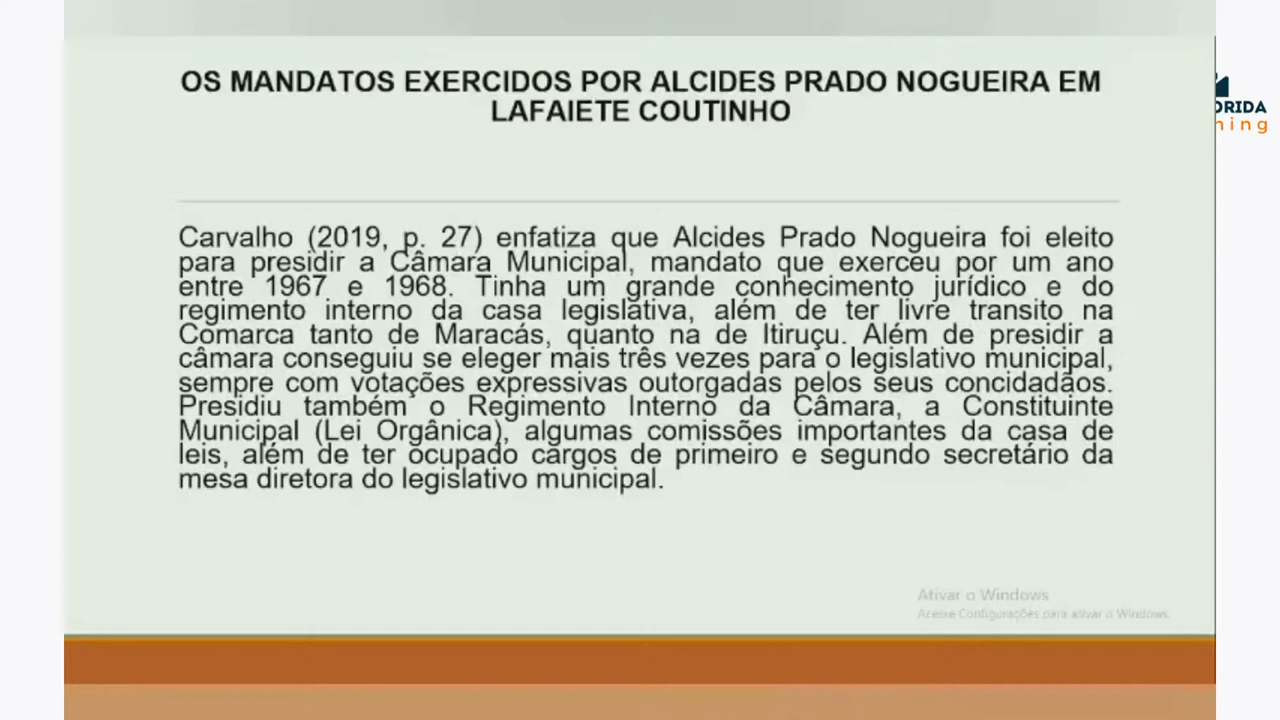 OS MANDATOS EXERCIDOS POR ALCIDES PRADO NOGUEIRA EM
LAFAIETE COUTINHO
ORIDA
ning
Carvalho (2019, p. 27) enfatiza que Alcides Prado Nogueira foi eleito
para presidir a Câmara Municipal, mandato que exerceu por um ano
entre 1967 e 1968. Tinha um grande conhecimento jurídico e do
regimento interno da casa legislativa, além de ter livre transito na
Comarca tanto de Maracás, quanto na de Itiruçu. Além de presidir a
câmara conseguiu se eleger mais três vezes para o legislativo municipal,
sempre com votações expressivas outorgadas pelos seus concidadãos.
Presidiu também o Regimento Interno da Câmara, a Constituinte
Municipal (Lei Orgânica), algumas comissões importantes da casa de
leis, além de ter ocupado cargos de primeiro e segundo secretário da
mesa diretora do legislativo municipal.
Ativar o Windows
Acesse Configurações para ativar o Windows.